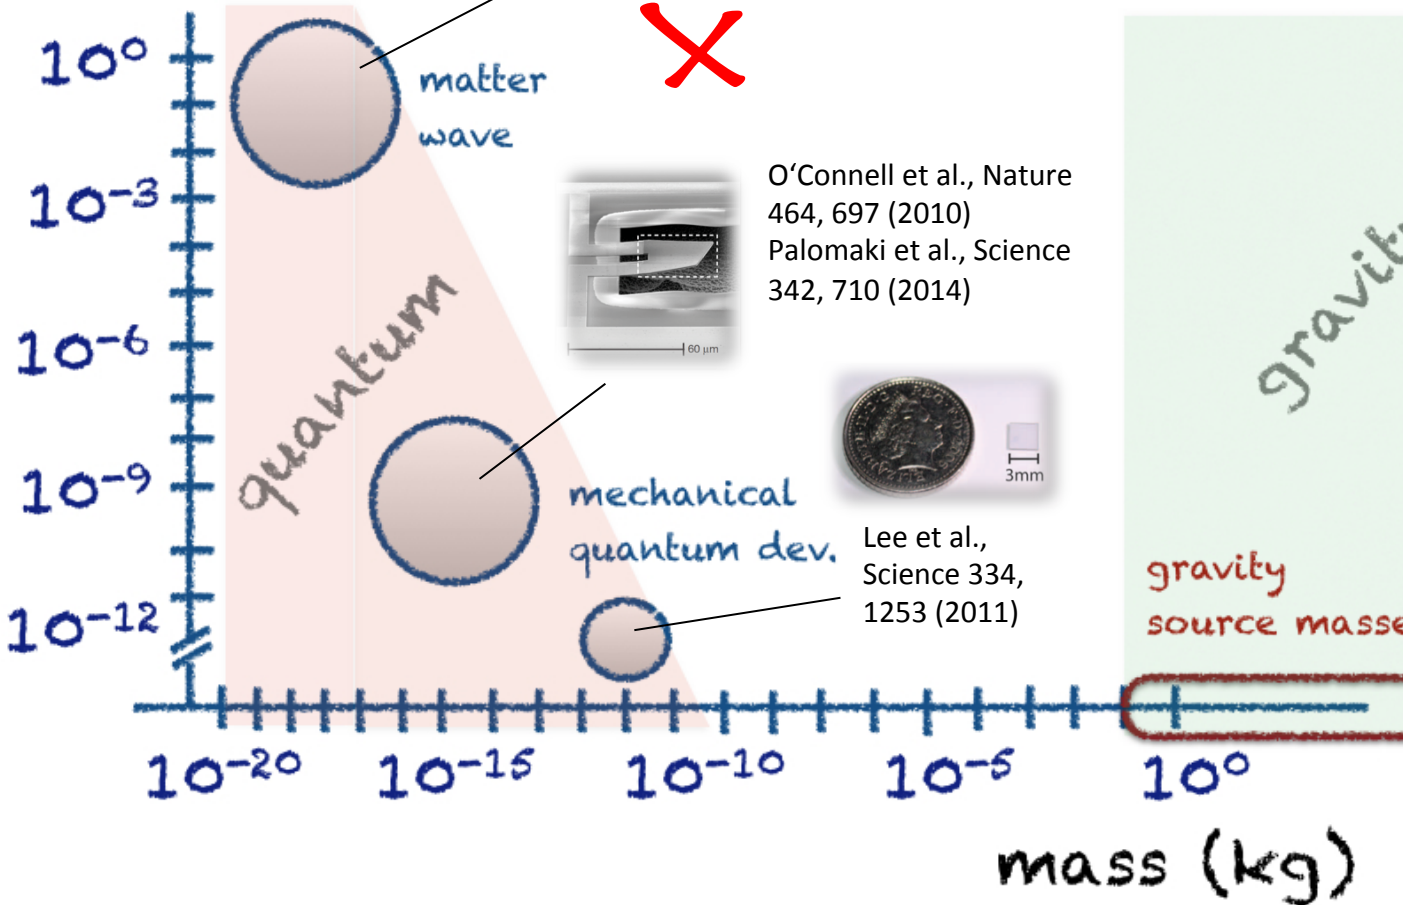 10⁰
10⁻³
10⁻⁶
10⁻⁹
10⁻¹²
matter
wave
quantum
O‘Connell et al., Nature
464, 697 (2010)
Palomaki et al., Science
342, 710 (2014)
60 μm
3mm
mechanical
quantum dev.
Lee et al.,
Science 334,
1253 (2011)
gravity
gravity
source masse
10⁻²⁰ 10⁻¹⁵ 10⁻¹⁰ 10⁻⁵ 10⁰
mass (kg)